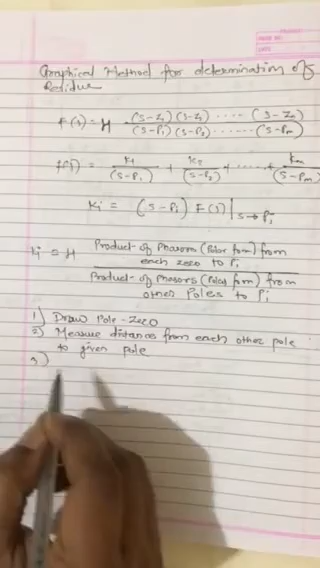 Graphical Method for determination of
Residue
F(s) = H (s-z1)(s-z2) ...... (s-zn) / (s-P1)(s-P2) ...... (s-Pm)
F(s) = K1/(s-P1) + K2/(s-P2) + ...... + Km/(s-Pm)
Ki = (s-Pi) F(s)|s→Pi
Ki = H Product of Phasors (Polar form) from each zero to Pi / Product of Phasors (Polar form) from other Poles to Pi
1) Draw Pole-Zero
2) Measure distances from each other pole
to given pole
3)